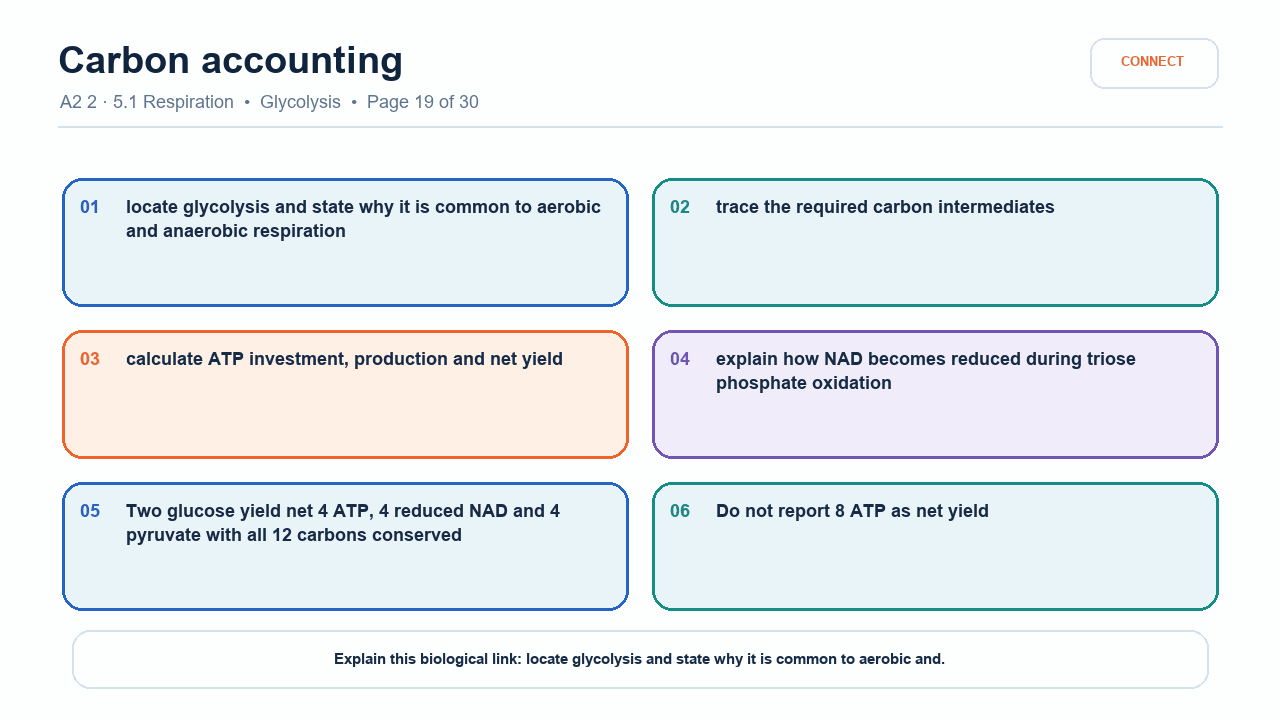 Carbon accounting
CONNECT
A2 2 · 5.1 Respiration • Glycolysis • Page 19 of 30
01 locate glycolysis and state why it is common to aerobic
and anaerobic respiration
02 trace the required carbon intermediates
03 calculate ATP investment, production and net yield
04 explain how NAD becomes reduced during triose
phosphate oxidation
05 Two glucose yield net 4 ATP, 4 reduced NAD and 4
pyruvate with all 12 carbons conserved
06 Do not report 8 ATP as net yield
Explain this biological link: locate glycolysis and state why it is common to aerobic and.